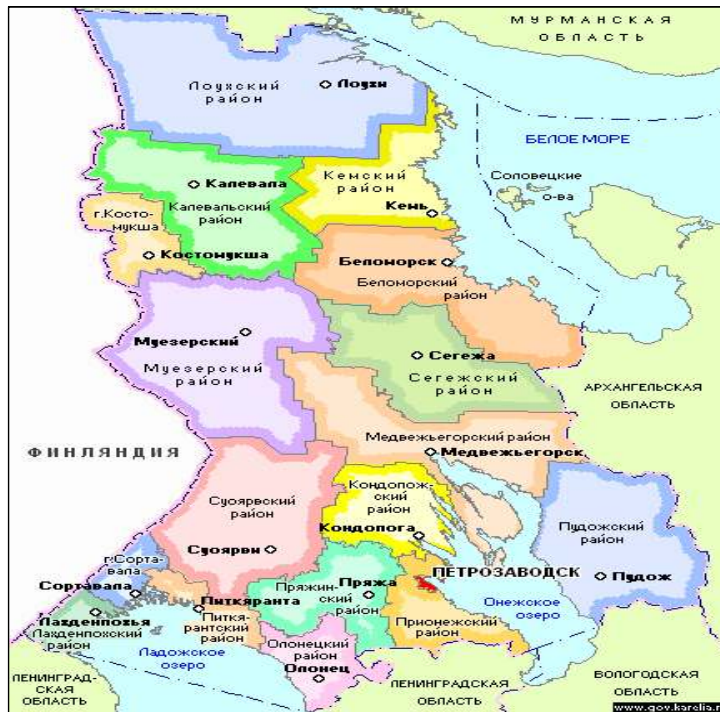 МУРМАНСКАЯ
ОБЛАСТЬ
Лоухский
район
Лоухи
БЕЛОЕ МОРЕ
Кемский
район
Соловецкие
о-ва
Калевала
Калевальский
район
Кемь
г.Косто-
мукша
Костомукша
Беломорск
Беломорский
район
Муезерский
Муезерский
район
Сегежа
Сегежский
район
АРХАНГЕЛЬСКАЯ
ОБЛАСТЬ
ФИНЛЯНДИЯ
Медвежьегорский район
Медвежьегорск
Суоярвский
район
Суоярви
Кондопож-
ский
район
Кондопога
Пудожский
район
Пудож
г.Сорта-
вала
Сортавала
ПЕТРОЗАВОДСК
Пряжа
Пряжин-
ский
район
Питкяранта
Питкя-
рантский
район
Онежское
озеро
Лахденпохья
Лахденпохский
район
Прионежский
район
Ладожское
озеро
Олонецкий
район
Олонец
ЛЕНИНГРАД-
СКАЯ
ОБЛАСТЬ
ЛЕНИНГРАДСКАЯ
ОБЛАСТЬ
ВОЛОГОДСКАЯ
ОБЛАСТЬ
www.gov.karelia.r